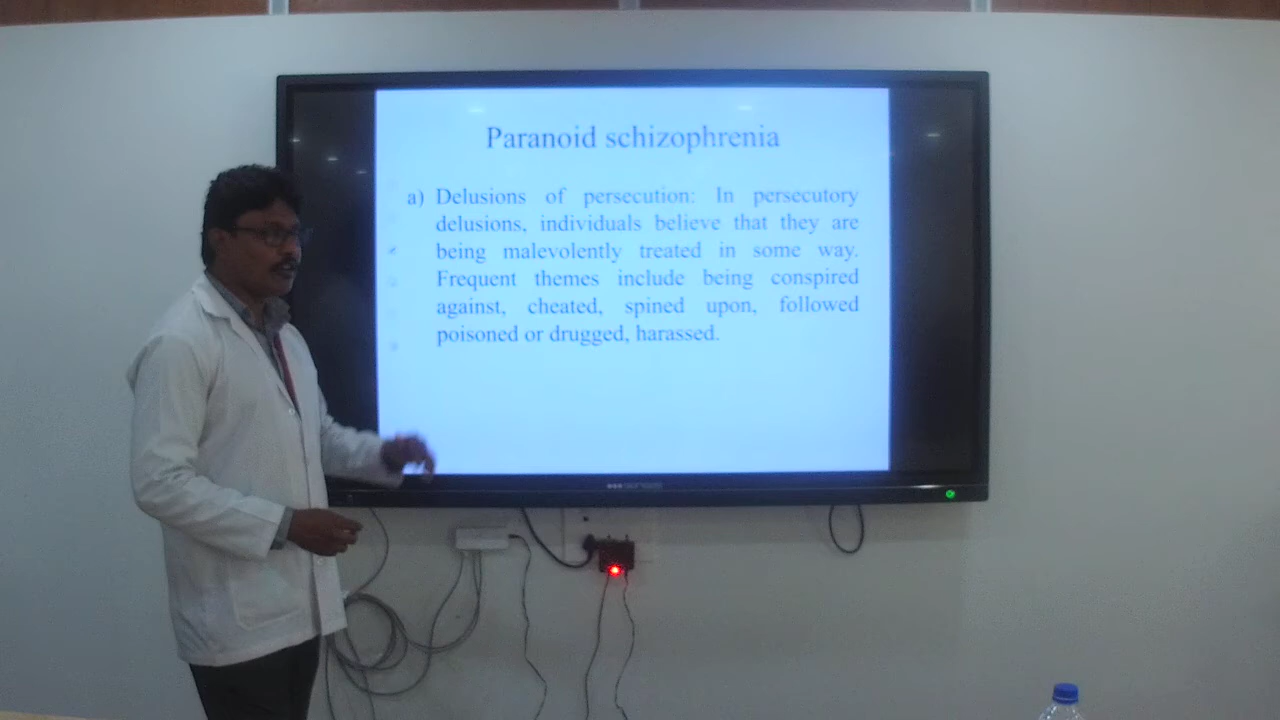 Paranoid schizophrenia
a) Delusions of persecution: In persecutory
delusions, individuals believe that they are
being malevolently treated in some way.
Frequent themes include being conspired
against, cheated, spined upon, followed
poisoned or drugged, harassed.